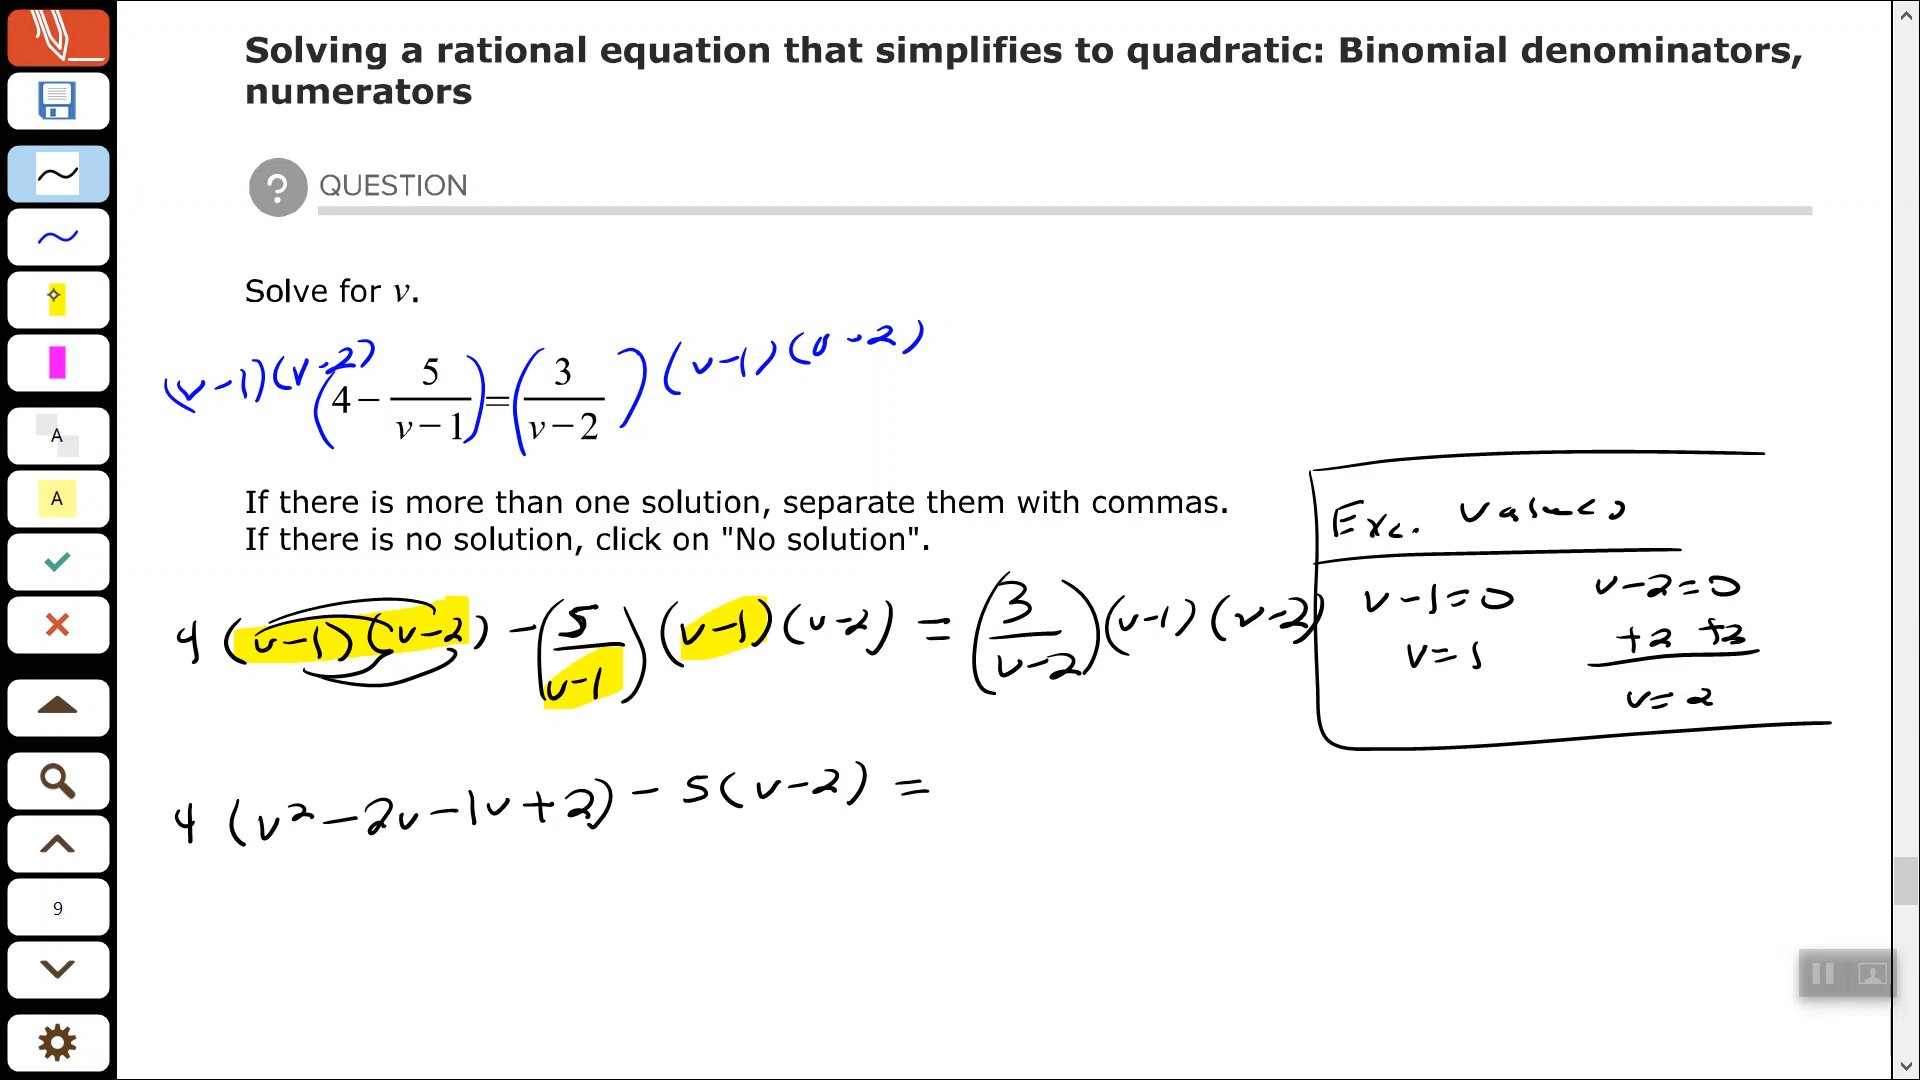 Solving a rational equation that simplifies to quadratic: Binomial denominators,
numerators
? QUESTION
Solve for v.
(v-1)(v-2) (4 - 5/(v-1)) = (3/(v-2)) (v-1)(v-2)
If there is more than one solution, separate them with commas.
If there is no solution, click on "No solution".
Exc. values
v-1=0
v=1
v-2=0
+2 +2
v=2
4(v-1)(v-2) - (5/(v-1))(v-1)(v-2) = (3/(v-2))(v-1)(v-2)
4(v²-2v-1v+2) - 5(v-2) =
A
A
9